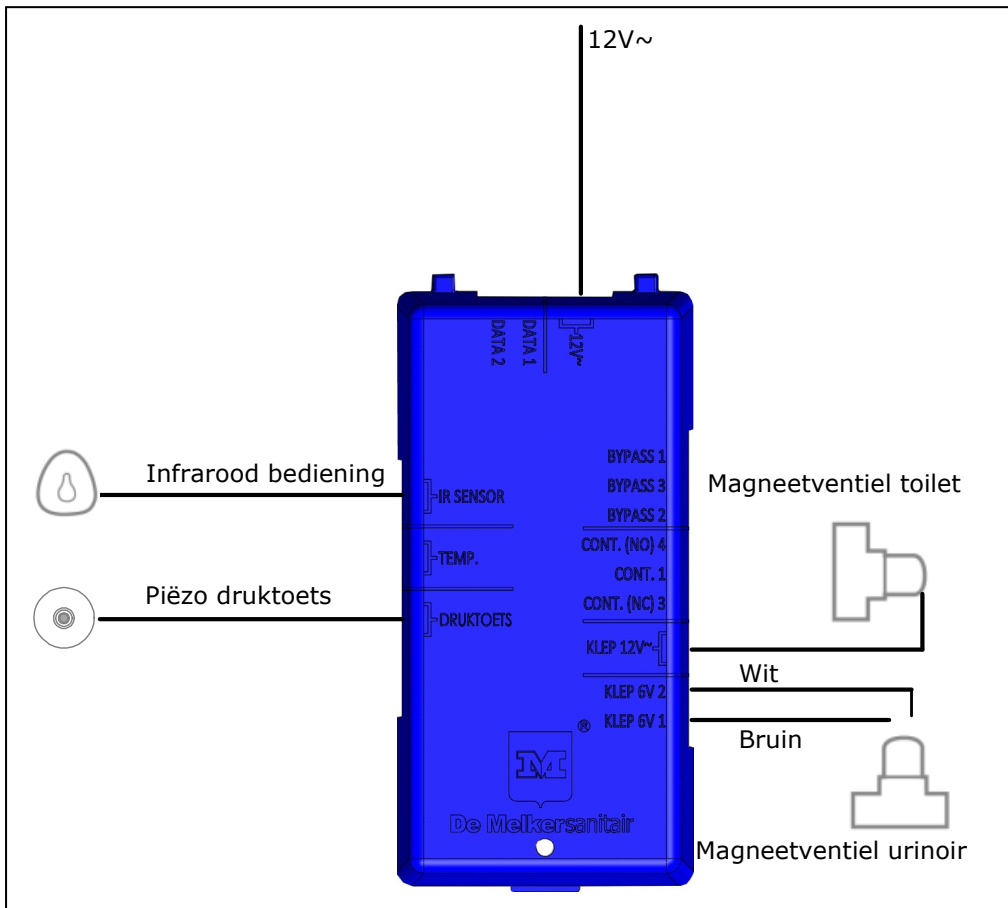 12V~
12V~
DATA 1
DATA 2
BYPASS 1
Infrarood bediening
BYPASS 3
Magneetventiel toilet
IR SENSOR
BYPASS 2
CONT. (NO) 4
TEMP.
CONT. 1
Piëzo druktoets
CONT. (NC) 3
DRUKTOETS
KLEP 12V~
Wit
KLEP 6V 2
KLEP 6V 1
®
Bruin
M
De Melkersanitair
Magneetventiel urinoir